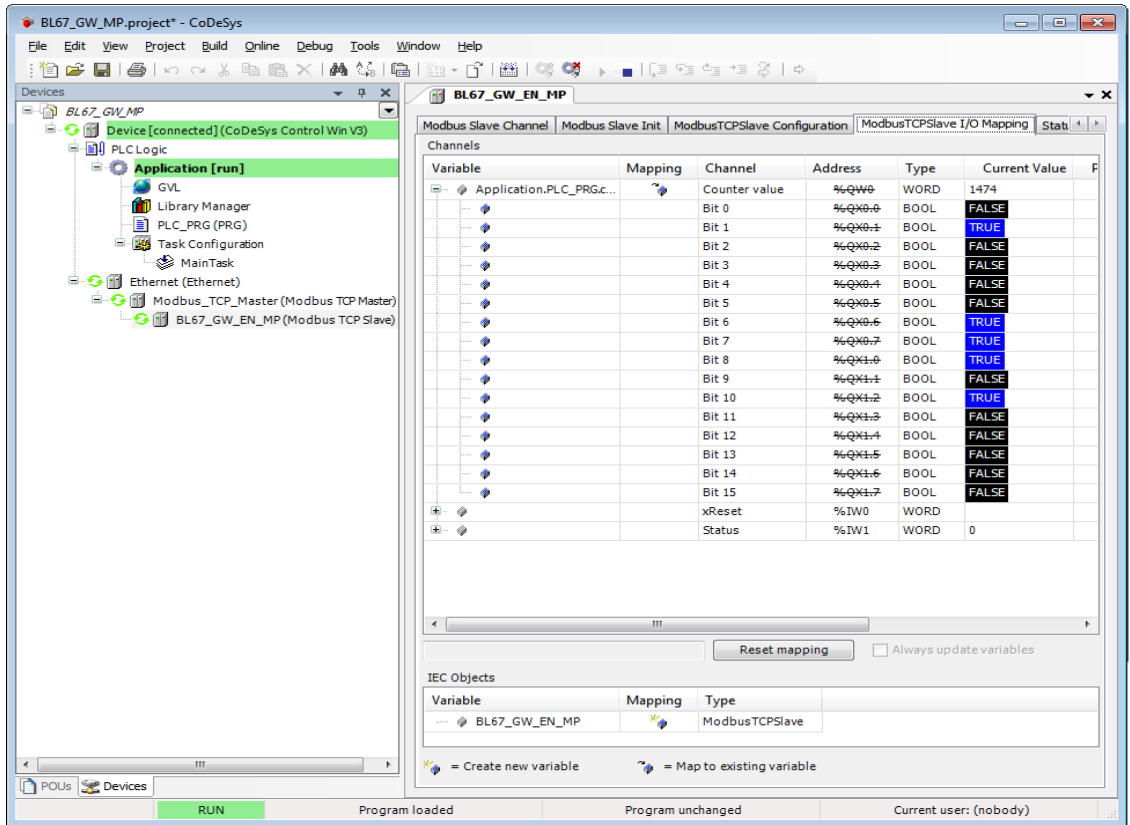 BL67_GW_MP.project* - CoDeSys
File Edit View Project Build Online Debug Tools Window Help
Devices
BL67_GW_MP
Device [connected] (CoDeSys Control Win V3)
PLC Logic
Application [run]
GVL
Library Manager
PLC_PRG (PRG)
Task Configuration
MainTask
Ethernet (Ethernet)
Modbus_TCP_Master (Modbus TCP Master)
BL67_GW_EN_MP (Modbus TCP Slave)
POUs Devices
BL67_GW_EN_MP
Modbus Slave Channel Modbus Slave Init ModbusTCPSlave Configuration ModbusTCPSlave I/O Mapping Stat
Channels
Variable Mapping Channel Address Type Current Value P
Application.PLC_PRG.c... Counter value %QW0 WORD 1474
Bit 0 %QX0.0 BOOL FALSE
Bit 1 %QX0.1 BOOL TRUE
Bit 2 %QX0.2 BOOL FALSE
Bit 3 %QX0.3 BOOL FALSE
Bit 4 %QX0.4 BOOL FALSE
Bit 5 %QX0.5 BOOL FALSE
Bit 6 %QX0.6 BOOL TRUE
Bit 7 %QX0.7 BOOL TRUE
Bit 8 %QX1.0 BOOL TRUE
Bit 9 %QX1.1 BOOL FALSE
Bit 10 %QX1.2 BOOL TRUE
Bit 11 %QX1.3 BOOL FALSE
Bit 12 %QX1.4 BOOL FALSE
Bit 13 %QX1.5 BOOL FALSE
Bit 14 %QX1.6 BOOL FALSE
Bit 15 %QX1.7 BOOL FALSE
xReset %IW0 WORD
Status %IW1 WORD 0
Reset mapping Always update variables
IEC Objects
Variable Mapping Type
BL67_GW_EN_MP ModbusTCPSlave
= Create new variable = Map to existing variable
RUN Program loaded Program unchanged Current user: (nobody)